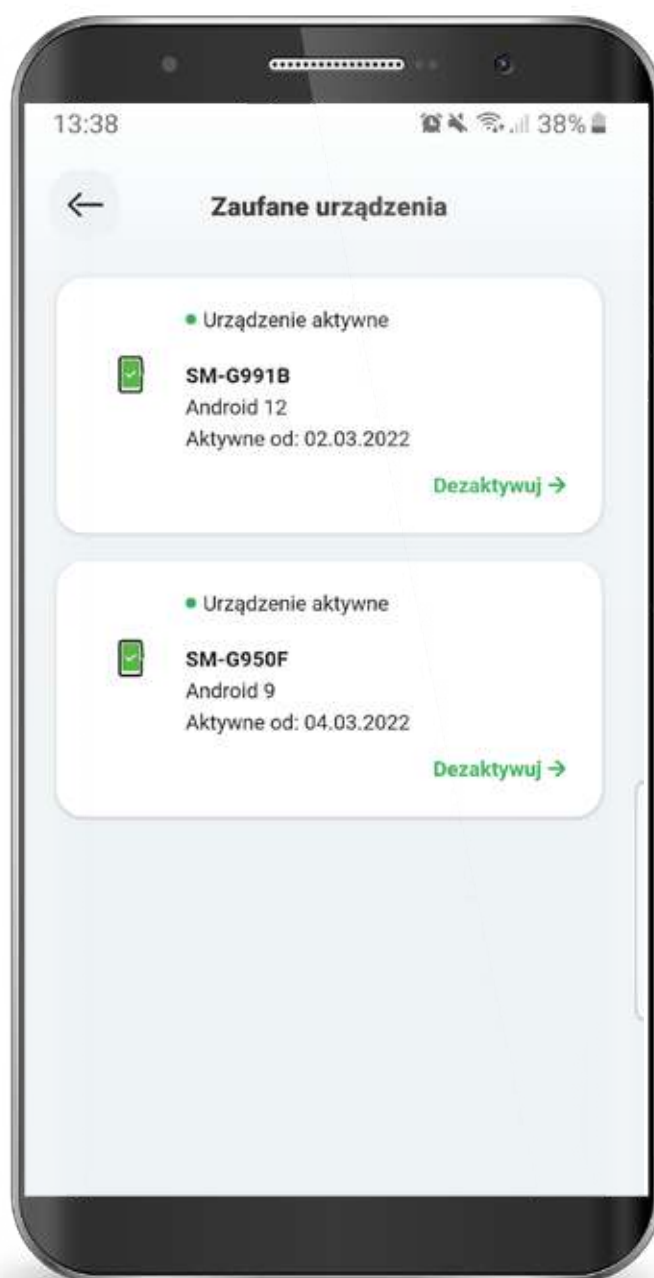 13:38
38%
Zaufane urządzenia
Urządzenie aktywne
SM-G991B
Android 12
Aktywne od: 02.03.2022
Dezaktywuj →
Urządzenie aktywne
SM-G950F
Android 9
Aktywne od: 04.03.2022
Dezaktywuj →